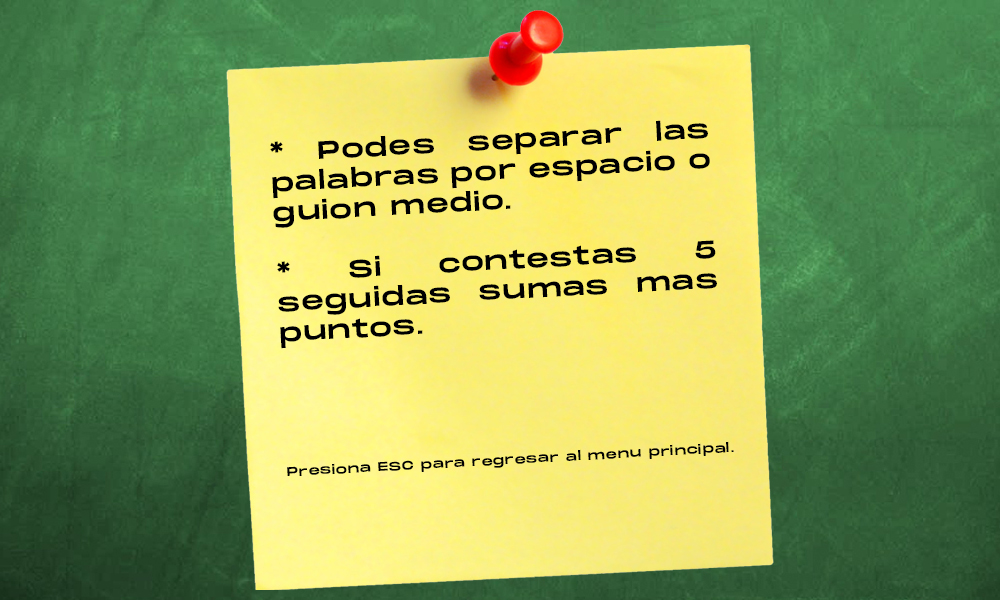 * Podes separar las
palabras por espacio o
guion medio.
* Si contestas 5
seguidas sumas mas
puntos.
Presiona ESC para regresar al menu principal.